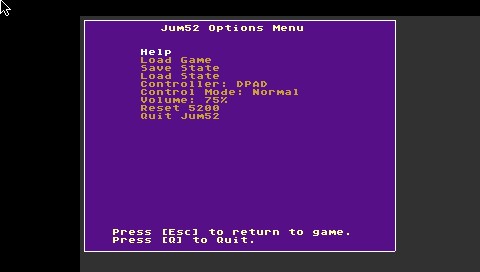 Jum52 Options Menu
Help
Load Game
Save State
Load State
Controller: DPAD
Control Mode: Normal
Volume: 75%
Reset 5200
Quit Jum52
Press [Esc] to return to game.
Press [Q] to Quit.